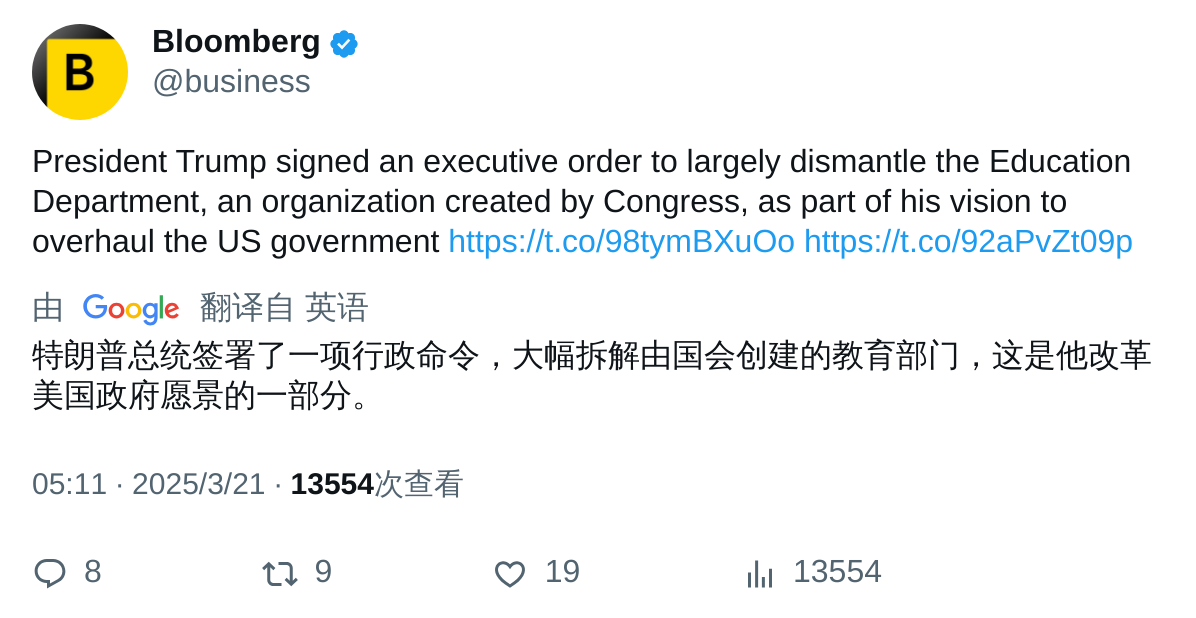 B
Bloomberg
@business
President Trump signed an executive order to largely dismantle the Education
Department, an organization created by Congress, as part of his vision to
overhaul the US government https://t.co/98tymBXuOo https://t.co/92aPvZt09p
由 Google 翻译自 英语
特朗普总统签署了一项行政命令，大幅拆解由国会创建的教育部门，这是他改革
美国政府愿景的一部分。
05:11 · 2025/3/21 · 13554次查看
8 9 19 13554